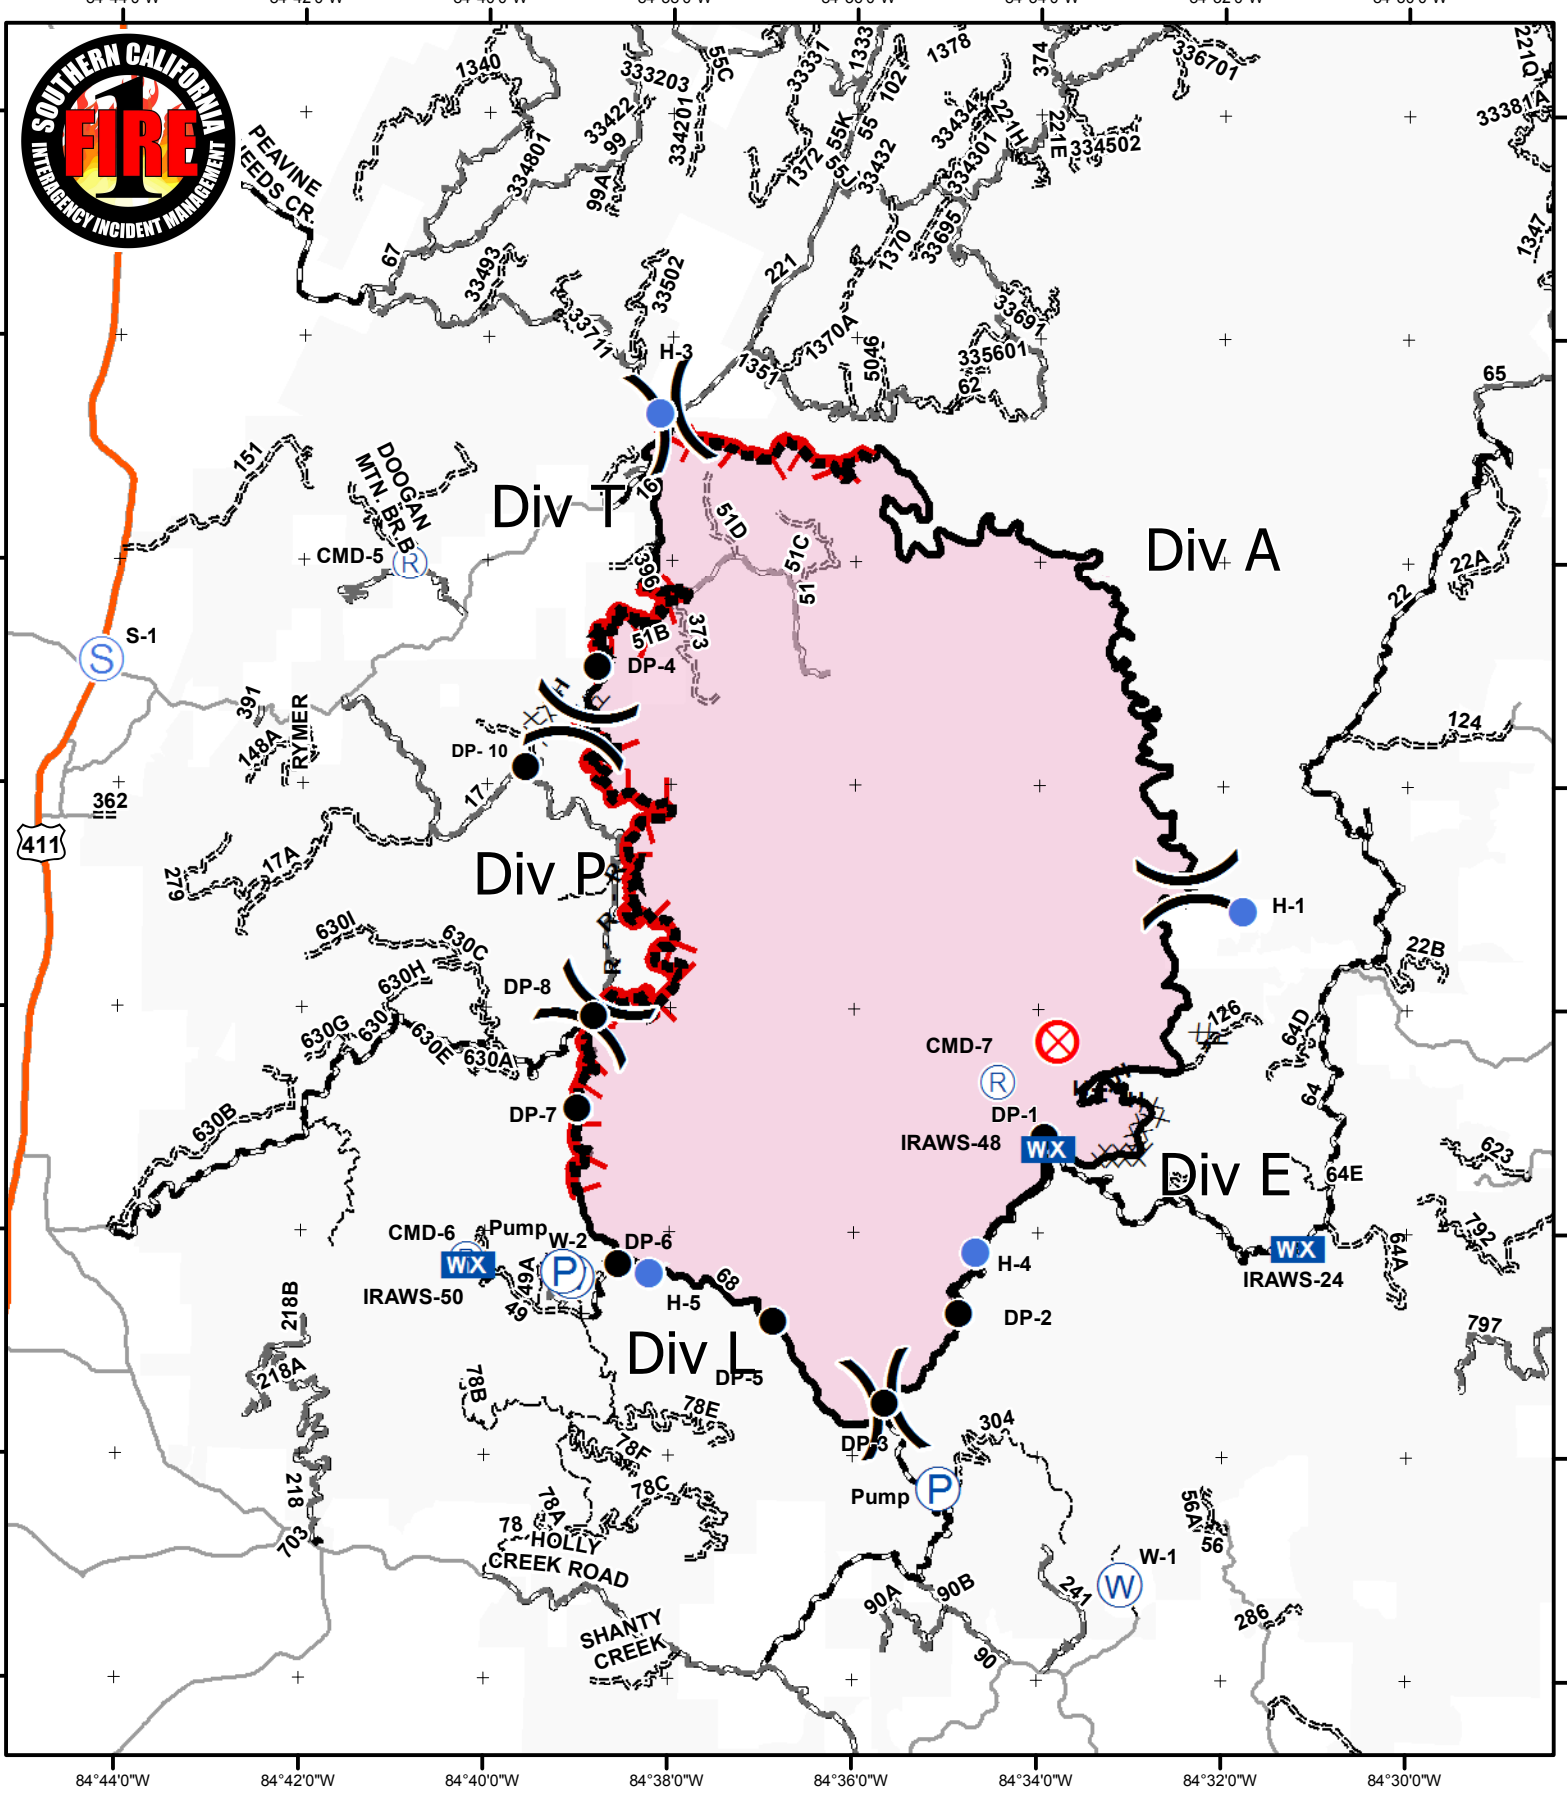 SOUTHERN CALIFORNIA
1
FIRE
INTERAGENCY INCIDENT MANAGEMENT
PEAVINE
EEDS CR.
1340
333203
55C
33331
1333
102
1378
374
336701
221Q
33381A
33422
99
334201
334801
99A
1372
55K
55
55J
33432
33434
221H
334301
221E
334502
67
33493
33502
221
1370
33695
1347
33711
H-3
1351
1370A
5046
33691
335601
62
65
151
DOOGAN
MTN. BR.B
Div T
16
51D
51C
51
Div A
CMD-5
R
396
22A
22
S-1
S
51B
373
DP-4
391
RYMER
148A
H
DP- 10
124
362
17
411
17A
279
Div P
R
R
R
H-1
630I
630C
22B
630H
DP-8
630G
630
630E
630A
126
64D
CMD-7
R
64
DP-7
DP-1
630B
IRAWS-48
WX
Div E
623
64E
CMD-6
Pump
W-2
DP-6
792
WX
P
49A
H-4
WX
64A
IRAWS-50
49
H-5
68
IRAWS-24
218B
DP-2
797
Div L
218A
78B
DP-5
78E
304
78F
DP-3
218
78C
Pump
P
78A
56A
703
78
HOLLY
CREEK ROAD
56
W-1
W
90A
90B
241
SHANTY
CREEK
286
90
84°44'0"W
84°42'0"W
84°40'0"W
84°38'0"W
84°36'0"W
84°34'0"W
84°32'0"W
84°30'0"W